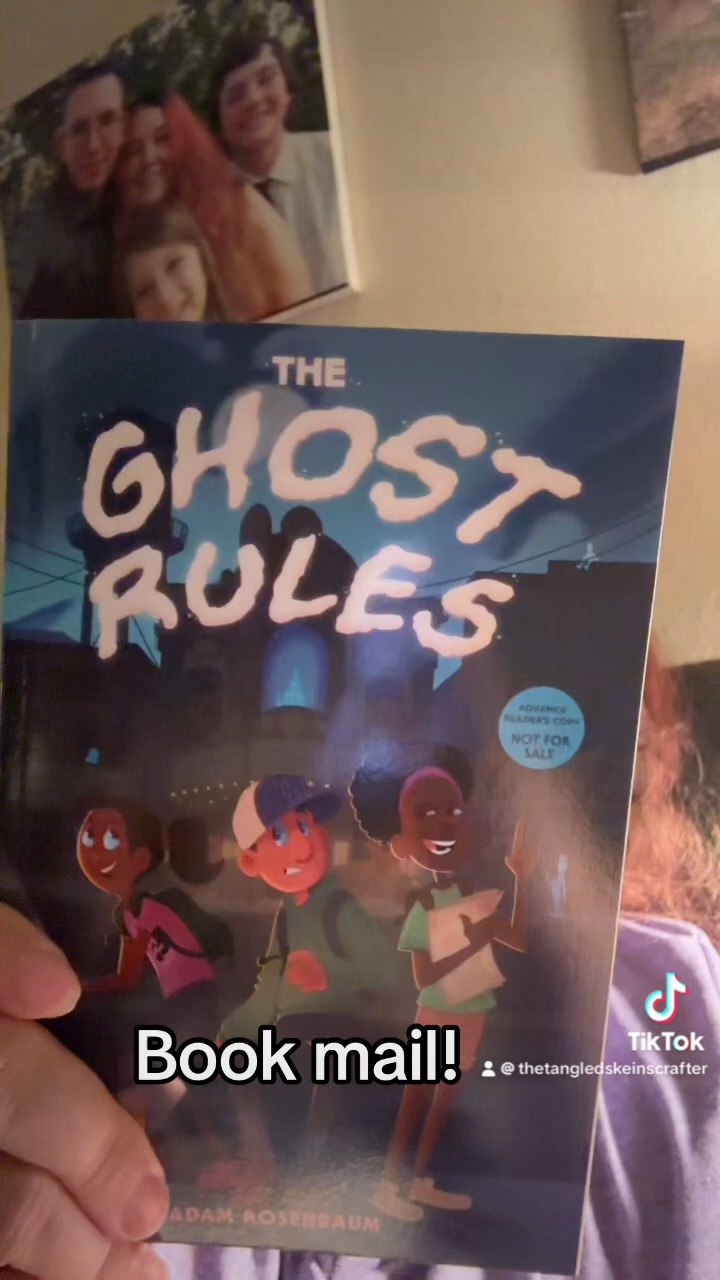 THE
GHOST
RULES
ADVANCE
READER'S COPY
NOT FOR
SALE
Book mail!
TikTok
@thetangledskeinscrafter
ADAM ROSENBAUM